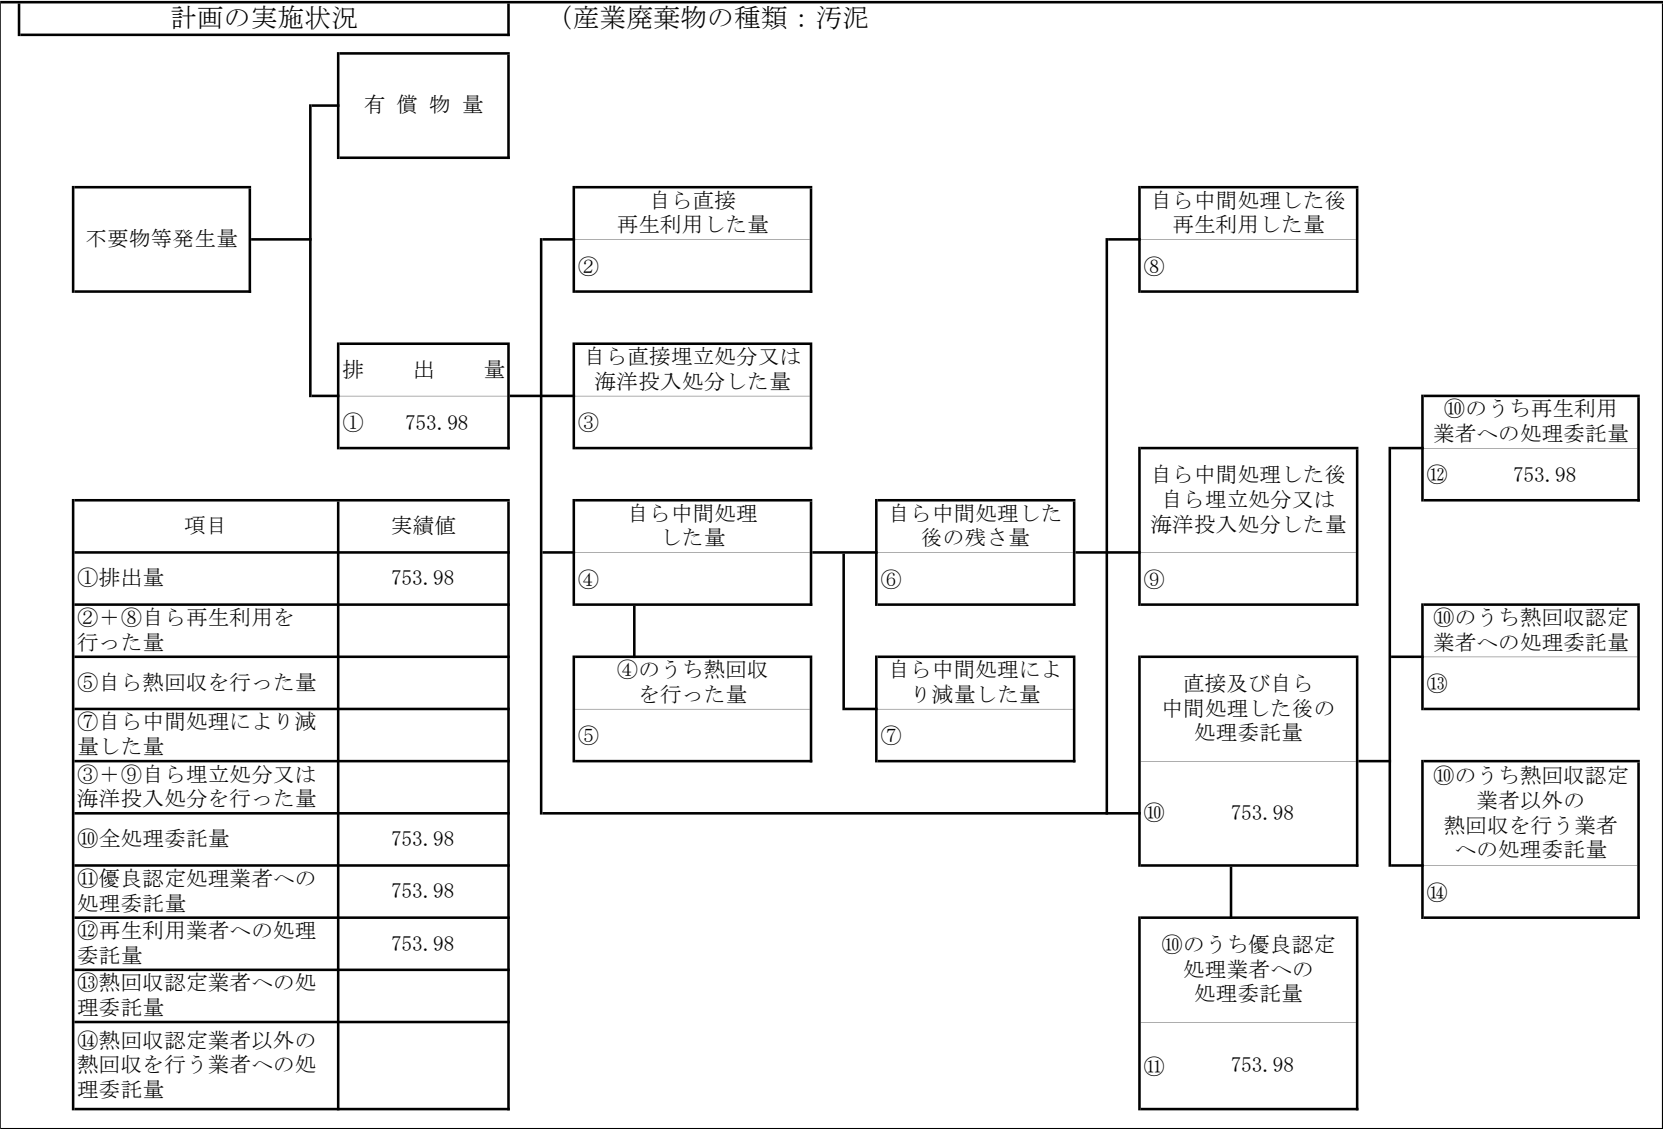 計画の実施状況
（産業廃棄物の種類：汚泥
有償物量
不要物等発生量
排出量
① 753.98
自ら直接
再生利用した量
②
自ら直接埋立処分又は
海洋投入処分した量
③
自ら中間処理
した量
④
④のうち熱回収
を行った量
⑤
自ら中間処理した
後の残さ量
⑥
自ら中間処理によ
り減量した量
⑦
自ら中間処理した後
再生利用した量
⑧
自ら中間処理した後
自ら埋立処分又は
海洋投入処分した量
⑨
直接及び自ら
中間処理した後の
処理委託量
⑩ 753.98
⑩のうち優良認定
処理業者への
処理委託量
⑪ 753.98
⑩のうち再生利用
業者への処理委託量
⑫ 753.98
⑩のうち熱回収認定
業者への処理委託量
⑬
⑩のうち熱回収認定
業者以外の
熱回収を行う業者
への処理委託量
⑭
項目 実績値
①排出量 753.98
②＋⑧自ら再生利用を
行った量
⑤自ら熱回収を行った量
⑦自ら中間処理により減
量した量
③＋⑨自ら埋立処分又は
海洋投入処分を行った量
⑩全処理委託量 753.98
⑪優良認定処理業者への
処理委託量 753.98
⑫再生利用業者への処理
委託量 753.98
⑬熱回収認定業者への処
理委託量
⑭熱回収認定業者以外の
熱回収を行う業者への処
理委託量